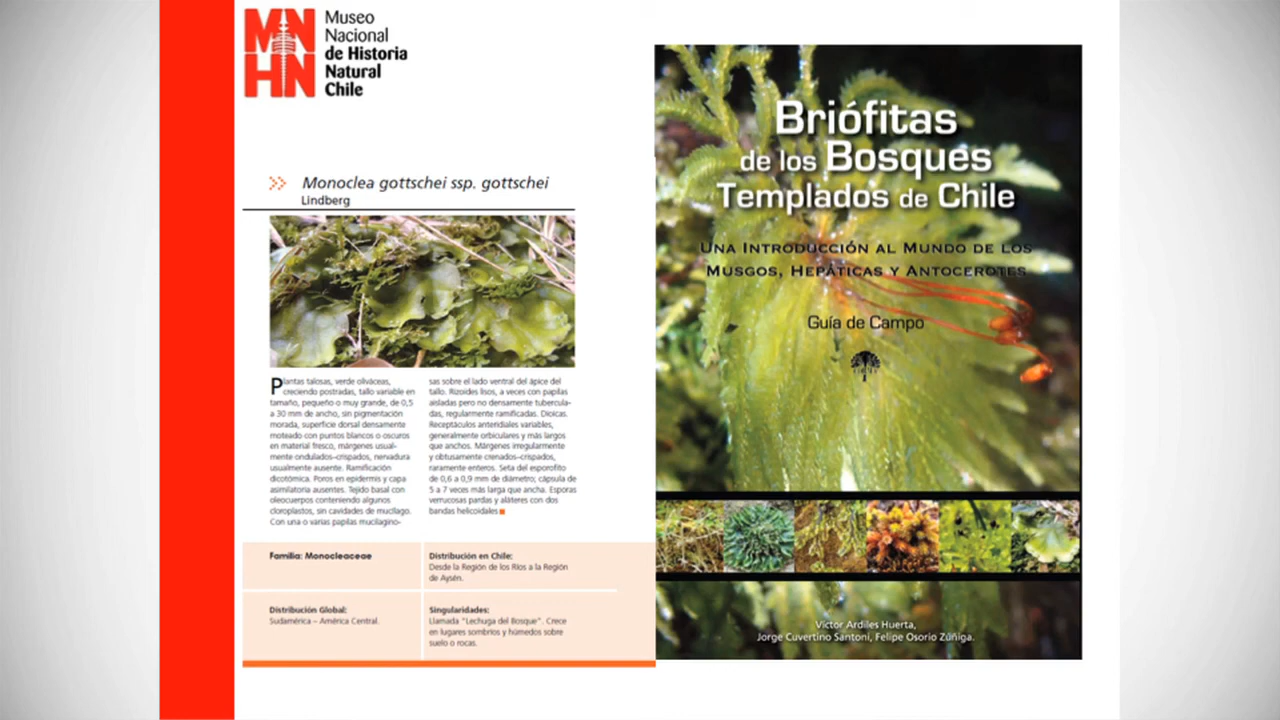 MN
HN
Museo
Nacional
de Historia
Natural
Chile
Monoclea gottschei ssp. gottschei
Lindberg
Plantas talosas, verde oliváceas,
creciendo postradas, tallo variable en
tamaño, pequeño o muy grande, de 0,5
a 30 mm de ancho, sin pigmentación
morada, superficie dorsal densamente
moteado con puntos blancos o oscuros
en material fresco, márgenes usual-
mente ondulados–crispados, nervadura
usualmente ausente. Ramificación
dicotómica. Poros en epidermis y capa
asimilatoria ausentes. Tejido basal con
oleocuerpos conteniendo algunos
cloroplastos, sin cavidades de mucílago.
Con una o varias papilas mucilagino-
sas sobre el lado ventral del ápice del
tallo. Rizoides lisos, a veces con papilas
aisladas pero no densamente tubercula-
das, regularmente ramificadas. Dioicas.
Receptáculos anteridiales variables,
generalmente orbiculares y más largos
que anchos. Márgenes irregularmente
y obtusamente crenados–crispados,
raramente enteros. Seta del esporofito
de 0,6 a 0,9 mm de diámetro; cápsula de
5 a 7 veces más larga que ancha. Esporas
verrucosas pardas y aláteres con dos
bandas helicoidales
Familia: Monocleaceae
Distribución en Chile:
Desde la Región de los Ríos a la Región
de Aysén.
Distribución Global:
Sudamérica – América Central.
Singularidades:
Llamada "Lechuga del Bosque". Crece
en lugares sombríos y húmedos sobre
suelo o rocas.
Briófitas
de los Bosques
Templados de Chile
Una Introducción al Mundo de los
Musgos, Hepáticas y Antocerotes
Guía de Campo
Víctor Ardiles Huerta,
Jorge Cuvertino Santoni, Felipe Osorio Zúñiga.